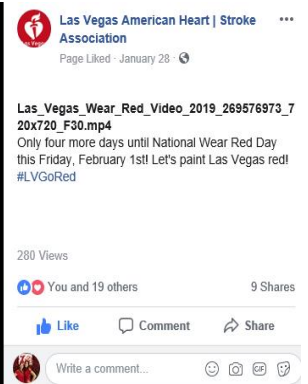 Las Vegas American Heart | Stroke
Association
Page Liked · January 28 ·
Las_Vegas_Wear_Red_Video_2019_269576973_7
20x720_F30.mp4
Only four more days until National Wear Red Day
this Friday, February 1st! Let's paint Las Vegas red!
#LVGoRed
280 Views
You and 19 others 9 Shares
Like Comment Share
Write a comment... GIF